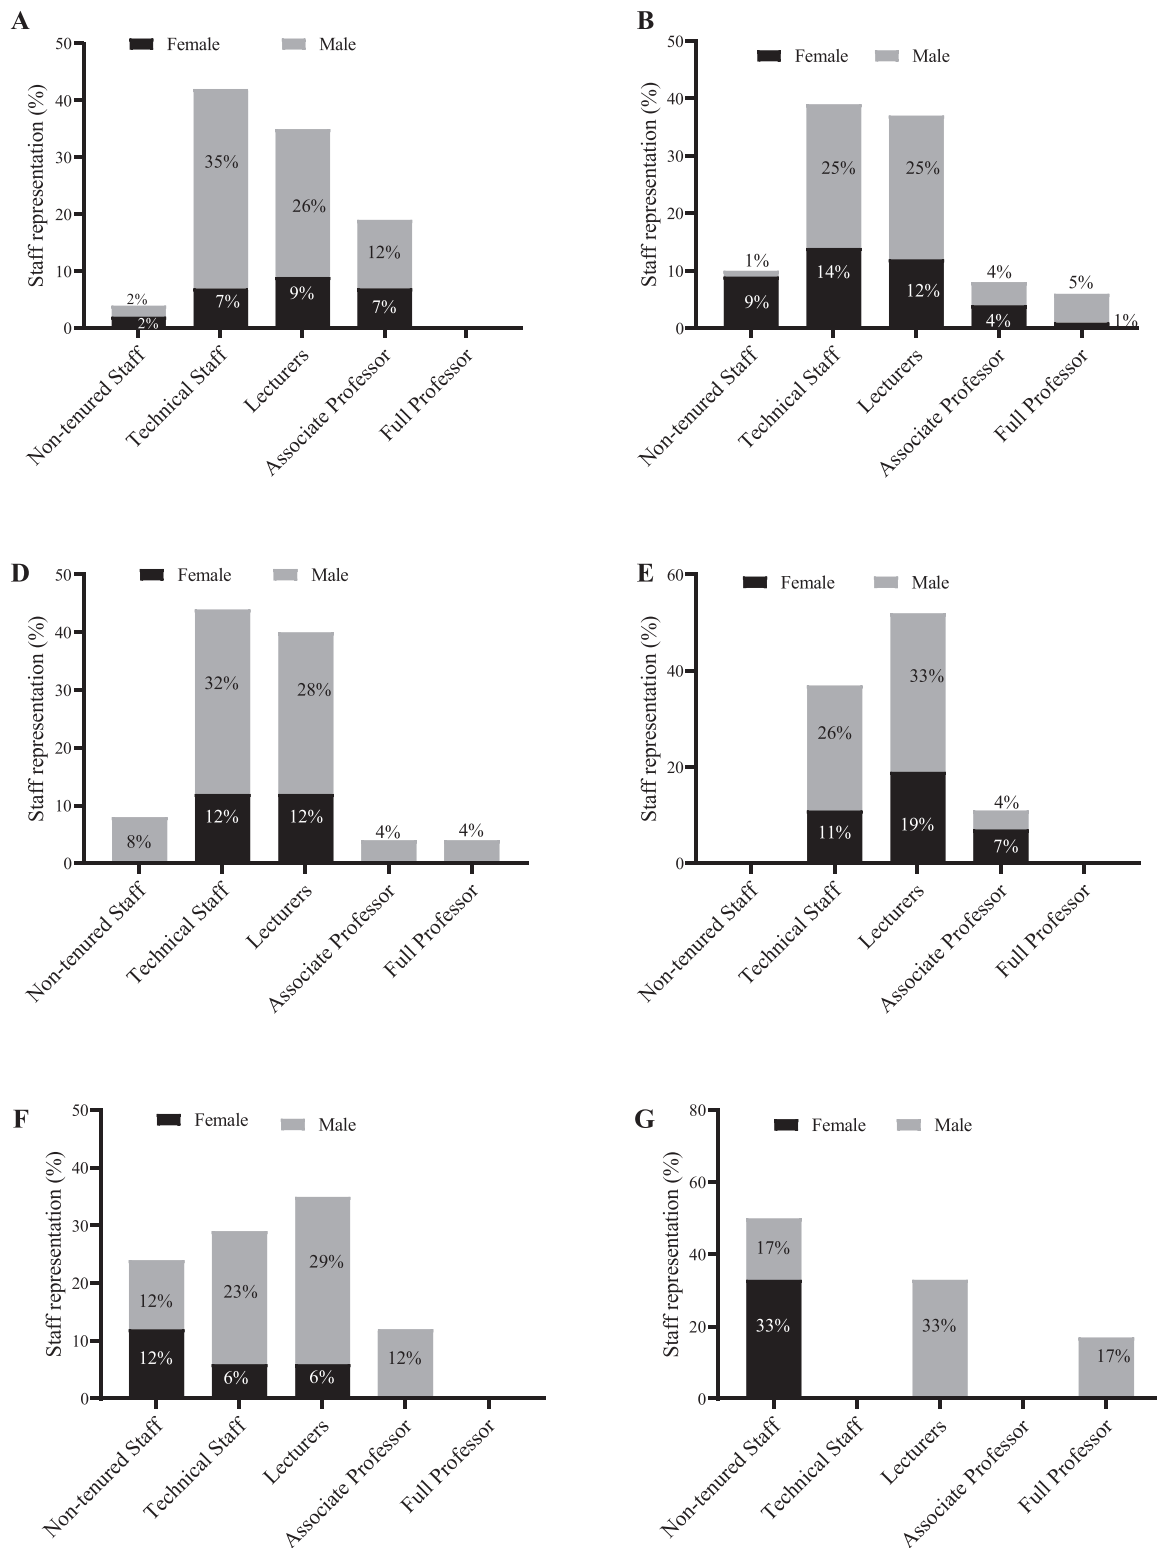 A
Female
Male
Staff representation (%)
50
40
30
20
10
0
2%
2%
35%
7%
26%
9%
12%
7%
Non-tenured Staff
Technical Staff
Lecturers
Associate Professor
Full Professor
B
Female
Male
Staff representation (%)
50
40
30
20
10
0
1%
9%
25%
14%
25%
12%
4%
4%
5%
1%
Non-tenured Staff
Technical Staff
Lecturers
Associate Professor
Full Professor
D
Female
Male
Staff representation (%)
50
40
30
20
10
0
8%
32%
12%
28%
12%
4%
4%
Non-tenured Staff
Technical Staff
Lecturers
Associate Professor
Full Professor
E
Female
Male
Staff representation (%)
60
40
20
0
26%
11%
33%
19%
4%
7%
Non-tenured Staff
Technical Staff
Lecturers
Associate Professor
Full Professor
F
Female
Male
Staff representation (%)
50
40
30
20
10
0
12%
12%
23%
6%
29%
6%
12%
Non-tenured Staff
Technical Staff
Lecturers
Associate Professor
Full Professor
G
Female
Male
Staff representation (%)
80
60
40
20
0
17%
33%
33%
17%
Non-tenured Staff
Technical Staff
Lecturers
Associate Professor
Full Professor